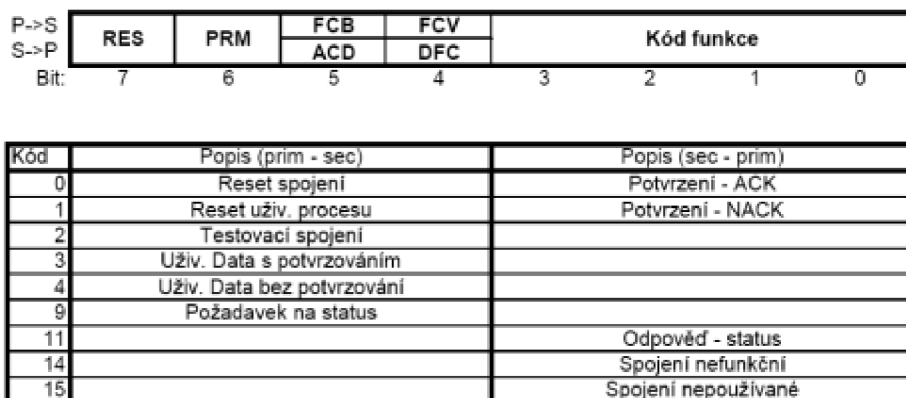 P->S RES PRM FCB FCV Kód funkce
S->P ACD DFC
Bit: 7 6 5 4 3 2 1 0
Kód Popis (prim - sec) Popis (sec - prim)
0 Reset spojení Potvrzení - ACK
1 Reset uživ. procesu Potvrzení - NACK
2 Testovací spojení
3 Uživ. Data s potvrzováním
4 Uživ. Data bez potvrzování
9 Požadavek na status
11 Odpověď - status
14 Spojení nefunkční
15 Spojení nepoužívané